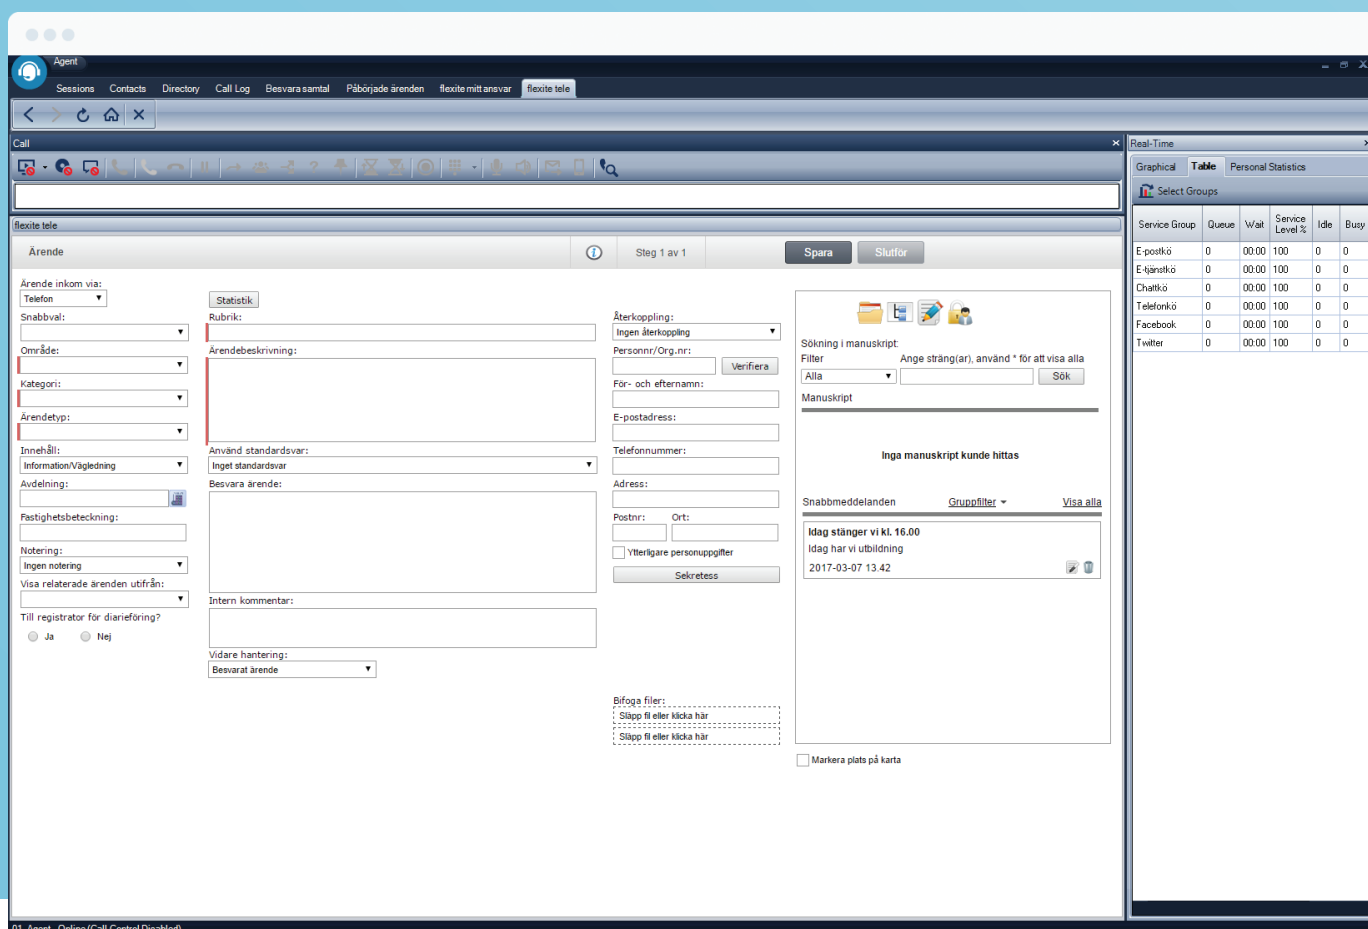 Agent
Sessions Contacts Directory Call Log Besvara samtal Påbörjade ärenden flexite mitt ansvar flexite tele
Call
flexite tele
Ärende
Steg 1 av 1
Spara
Slutför
Ärende inkom via:
Telefon
Snabbval:
Område:
Kategori:
Ärendetyp:
Innehåll:
Information/Vägledning
Avdelning:
Fastighetsbeteckning:
Notering:
Ingen notering
Visa relaterade ärenden utifrån:
Till registrator för diarieföring?
Ja Nej
Statistik
Rubrik:
Ärendebeskrivning:
Använd standardsvar:
Inget standardsvar
Besvara ärende:
Intern kommentar:
Vidare hantering:
Besvarat ärende
Återkoppling:
Ingen återkoppling
Personnr/Org.nr:
Verifiera
För- och efternamn:
E-postadress:
Telefonnummer:
Adress:
Postnr: Ort:
Ytterligare personuppgifter
Sekretess
Bifoga filer:
Släpp fil eller klicka här
Släpp fil eller klicka här
Sökning i manuskript:
Filter Ange sträng(ar), använd * för att visa alla
Alla Sök
Manuskript
Inga manuskript kunde hittas
Snabbmeddelanden Gruppfilter Visa alla
Idag stänger vi kl. 16.00
Idag har vi utbildning
2017-03-07 13.42
Markera plats på karta
Real-Time
Graphical Table Personal Statistics
Select Groups
Service Group Queue Wait Service Level % Idle Busy
E-postkö 0 00:00 100 0 0
E-tjänstkö 0 00:00 100 0 0
Chattkö 0 00:00 100 0 0
Telefonkö 0 00:00 100 0 0
Facebook 0 00:00 100 0 0
Twitter 0 00:00 100 0 0
01, Agent - Online (Call Control Disabled)